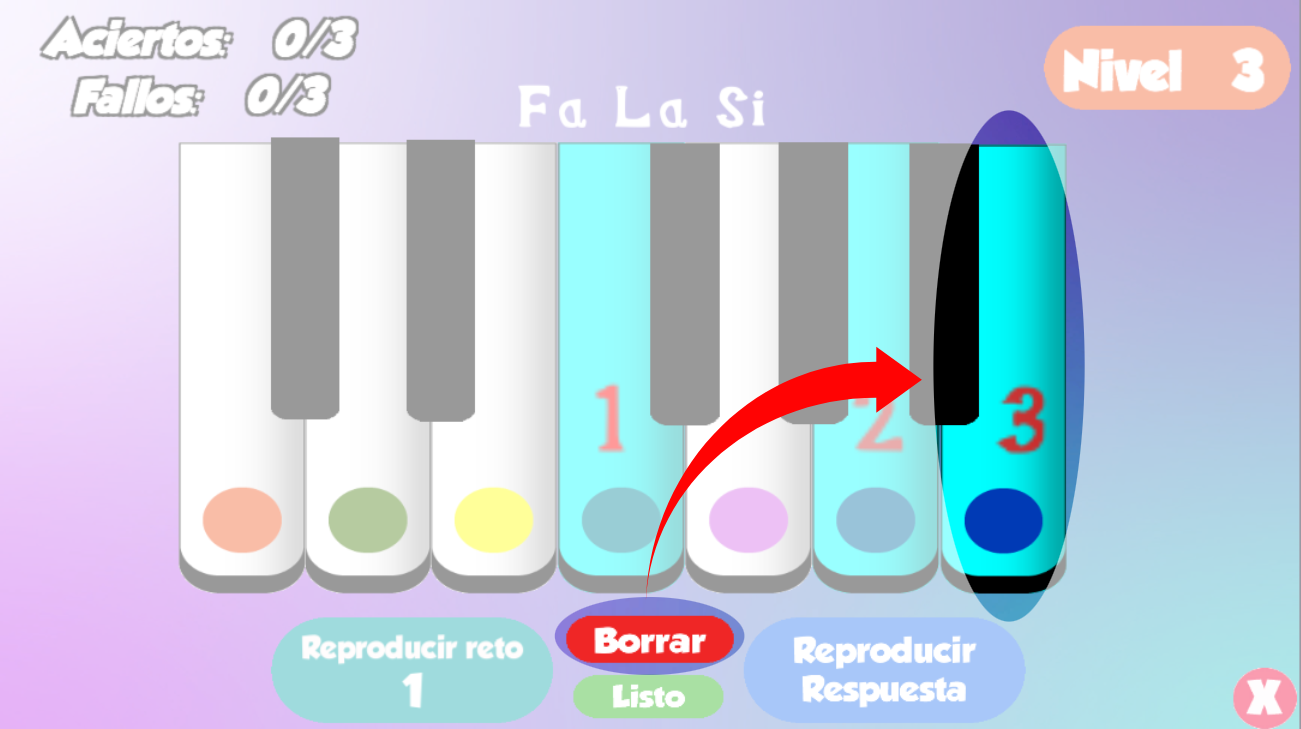 Aciertos: 0/3
Fallos: 0/3
Nivel 3
Fa La Si
1
2
3
Reproducir reto
1
Borrar
Listo
Reproducir
Respuesta
X